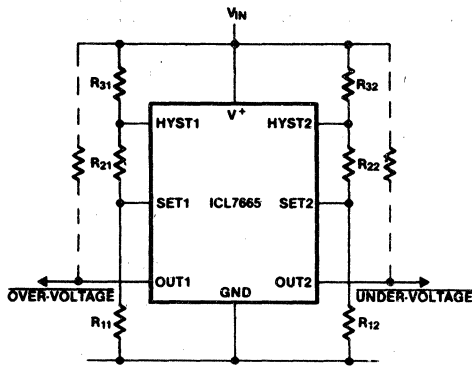 VIN
R31
R32
V+
HYST1
HYST2
R21
R22
SET1
ICL7665
SET2
OUT1
OUT2
GND
OVER-VOLTAGE
UNDER-VOLTAGE
R11
R12